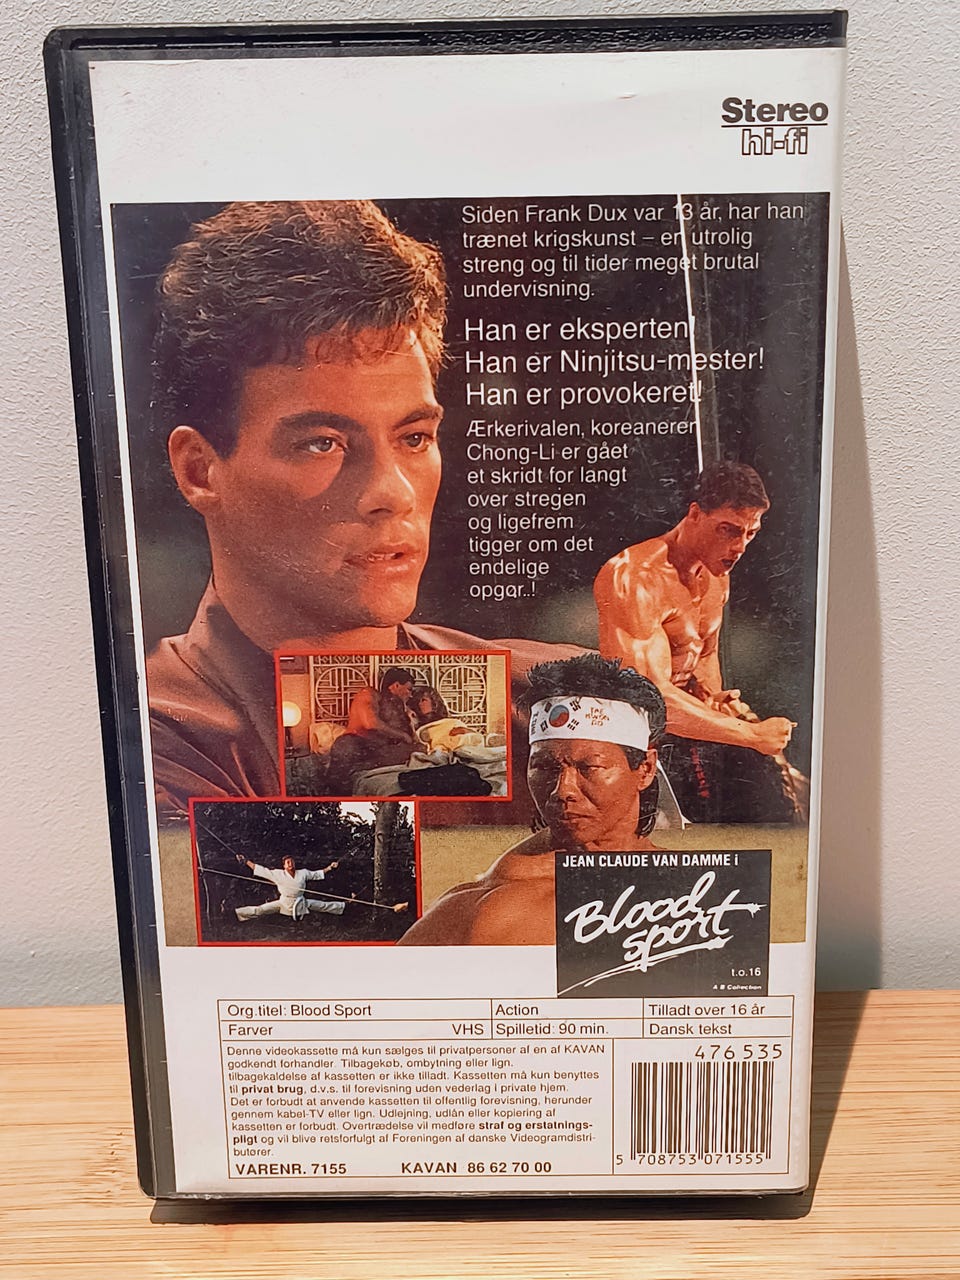 Stereo
hi-fi
Siden Frank Dux var 13 år, har han
trænet krigskunst – en utrolig
streng og til tider meget brutal
undervisning.
Han er eksperten!
Han er Ninjitsu-mester!
Han er provokeret!
Ærkerivalen, koreaneren
Chong-Li er gået
et skridt for langt
over stregen
og ligefrem
tigger om det
endelige
opgør..!
TAE
KWON
DO
JEAN CLAUDE VAN DAMME i
Blood
sport
t.o.16
A B Collection
Org.titel: Blood Sport
Action
Tilladt over 16 år
Farver VHS
Spilletid: 90 min.
Dansk tekst
Denne videokassette må kun sælges til privatpersoner af en af KAVAN
godkendt forhandler. Tilbagekøb, ombytning eller lign.
tilbagekaldelse af kassetten er ikke tilladt. Kassetten må kun benyttes
til privat brug, d.v.s. til forevisning uden vederlag i private hjem.
Det er forbudt at anvende kassetten til offentlig forevisning, herunder
gennem kabel-TV eller lign. Udlejning, udlån eller kopiering af
kassetten er forbudt. Overtrædelse vil medføre straf og erstatnings-
pligt og vil blive retsforfulgt af Foreningen af danske Videogramdistri-
butører.
VARENR. 7155 KAVAN 86 62 70 00
476 535
5 708753 071555